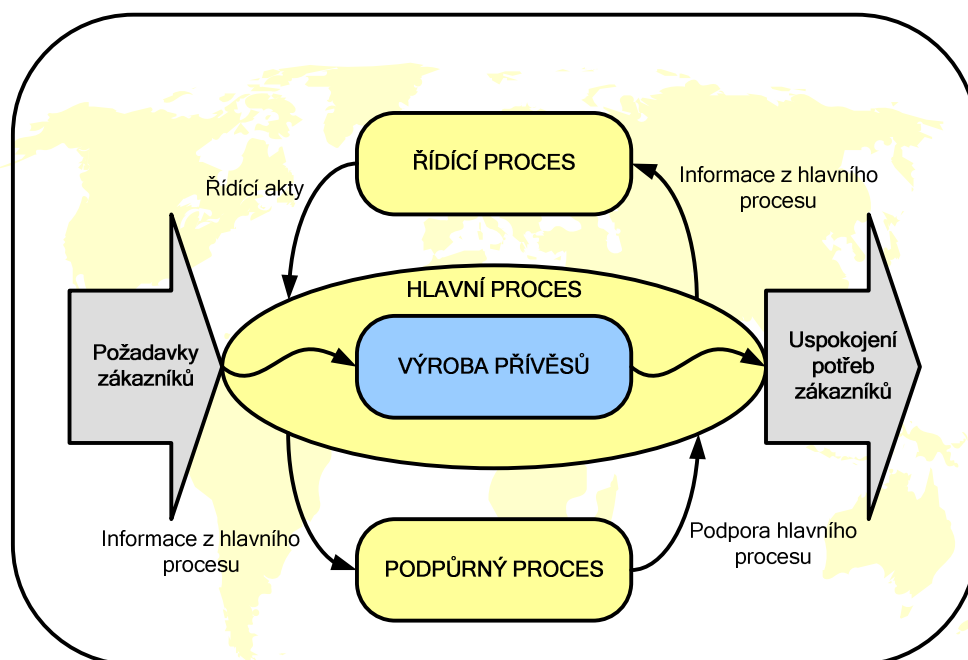 ŘÍDÍCÍ PROCES
Řídící akty
Informace z hlavního
procesu
HLAVNÍ PROCES
Požadavky
zákazníků
VÝROBA PŘÍVĚSŮ
Uspokojení
potřeb
zákazníků
Informace z hlavního
procesu
PODPŮRNÝ PROCES
Podpora hlavního
procesu